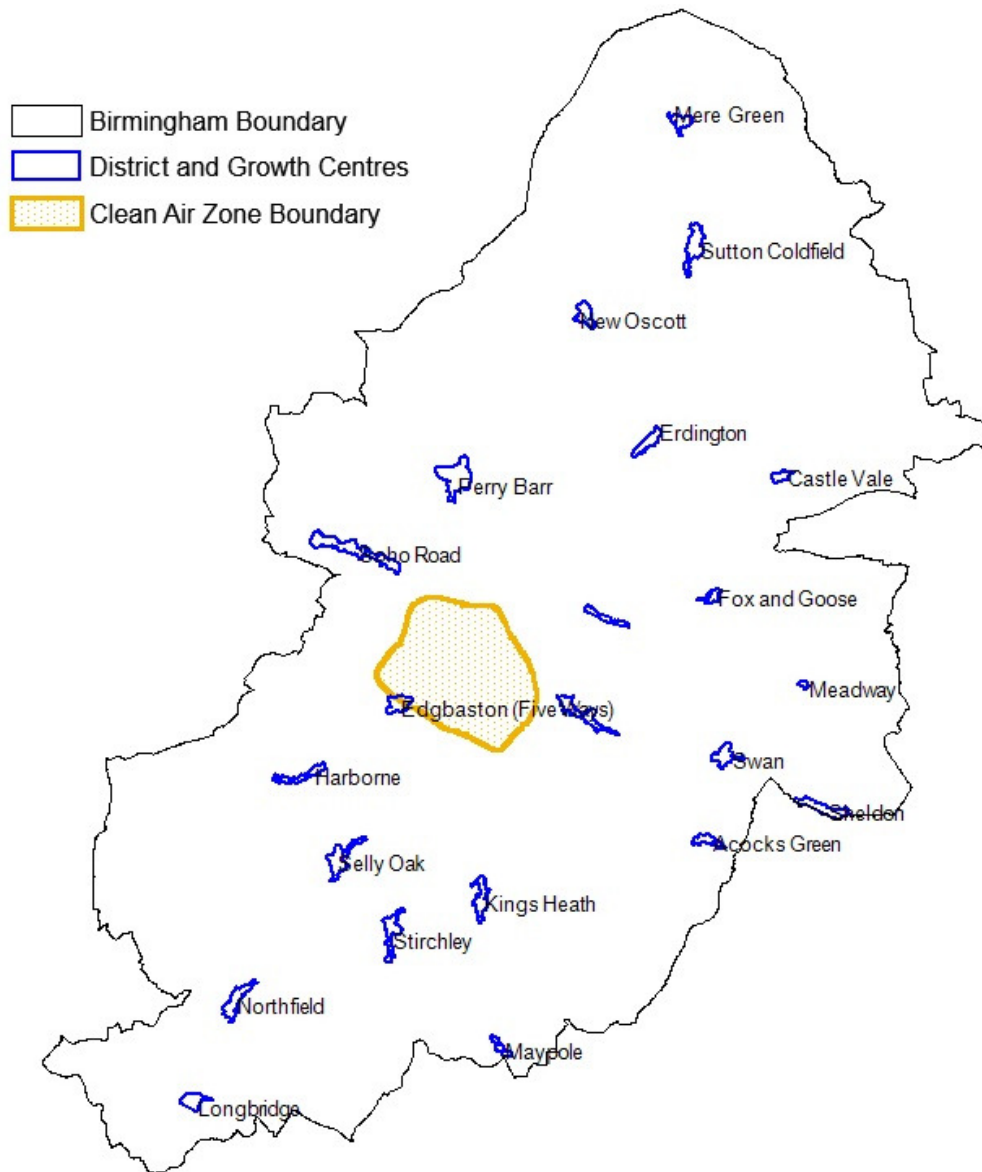 Birmingham Boundary
District and Growth Centres
Clean Air Zone Boundary
Mere Green
Sutton Coldfield
New Oscott
Erdington
Castle Vale
Perry Barr
Soho Road
Fox and Goose
Meadway
Edgbaston (Five Ways)
Swan
Harborne
Sheldon
Acocks Green
Selly Oak
Kings Heath
Stirchley
Northfield
Maypole
Longbridge